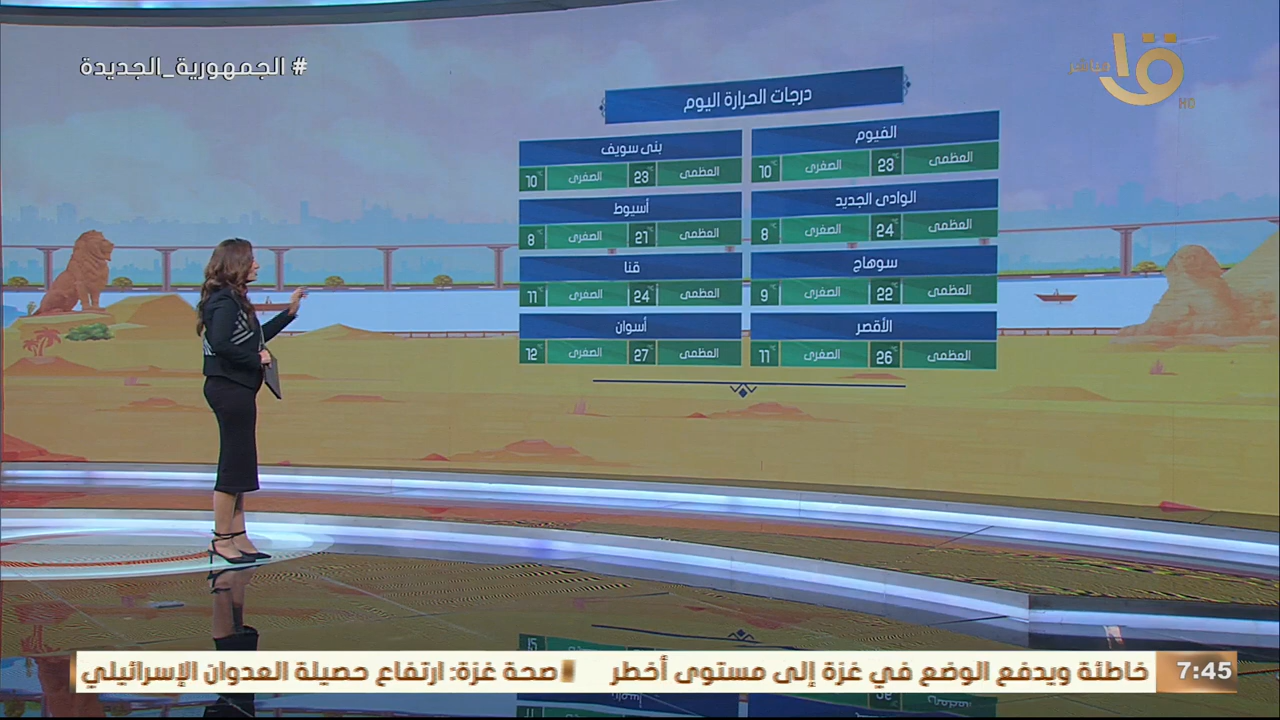 # الجمهورية_الجديدة
مباشر
HD
درجات الحرارة اليوم
الفيوم
العظمى 23°c الصغرى 10°c
بنى سويف
العظمى 23°c الصغرى 10°c
الوادى الجديد
العظمى 24°c الصغرى 8°c
أسيوط
العظمى 21°c الصغرى 8°c
سوهاج
العظمى 22°c الصغرى 9°c
قنا
العظمى 24°c الصغرى 11°c
الأقصر
العظمى 26°c الصغرى 11°c
أسوان
العظمى 27°c الصغرى 12°c
7:45 خاطئة ويدفع الوضع في غزة إلى مستوى أخطر صحة غزة: ارتفاع حصيلة العدوان الإسرائيلي